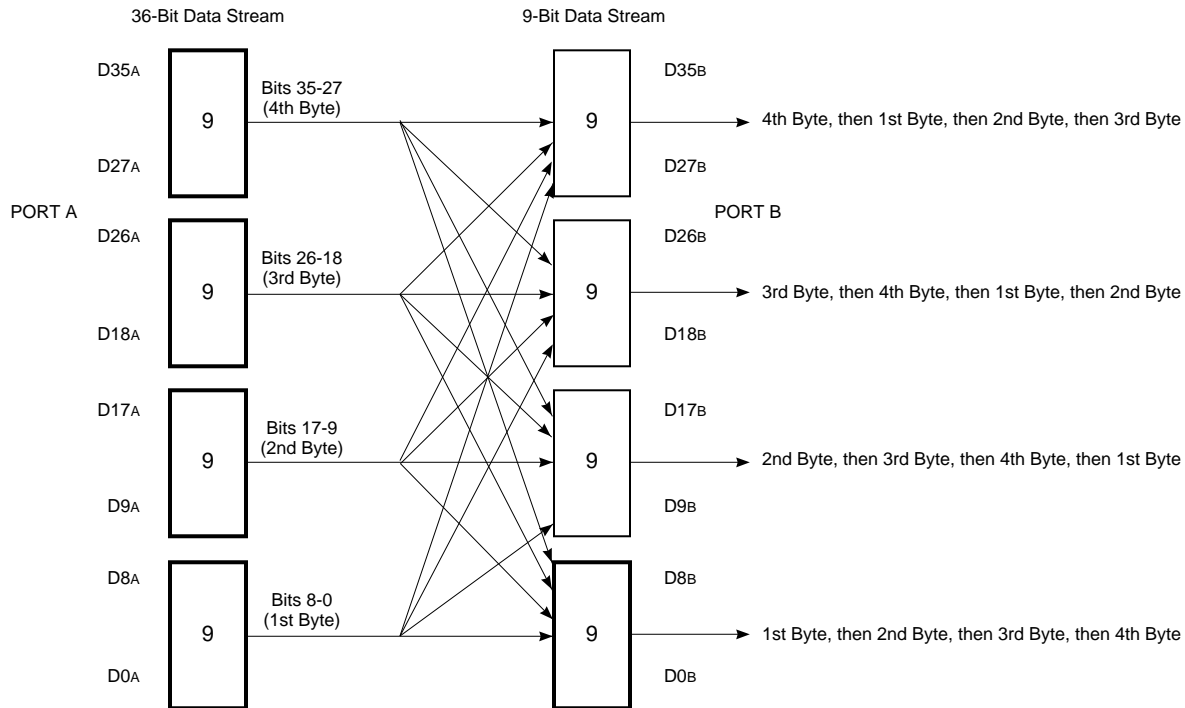 36-Bit Data Stream
9-Bit Data Stream
D35A
Bits 35-27
(4th Byte)
9
D27A
D35B
9
D27B
4th Byte, then 1st Byte, then 2nd Byte, then 3rd Byte
PORT A
PORT B
D26A
Bits 26-18
(3rd Byte)
9
D18A
D26B
9
D18B
3rd Byte, then 4th Byte, then 1st Byte, then 2nd Byte
D17A
Bits 17-9
(2nd Byte)
9
D9A
D17B
9
D9B
2nd Byte, then 3rd Byte, then 4th Byte, then 1st Byte
D8A
Bits 8-0
(1st Byte)
9
D0A
D8B
9
D0B
1st Byte, then 2nd Byte, then 3rd Byte, then 4th Byte